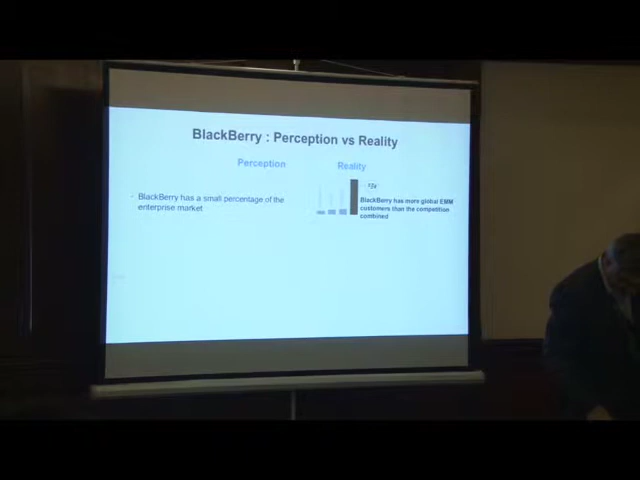 BlackBerry : Perception vs Reality
Perception
Reality
- BlackBerry has a small percentage of the
enterprise market
BlackBerry has more global EMM
customers than the competition
combined